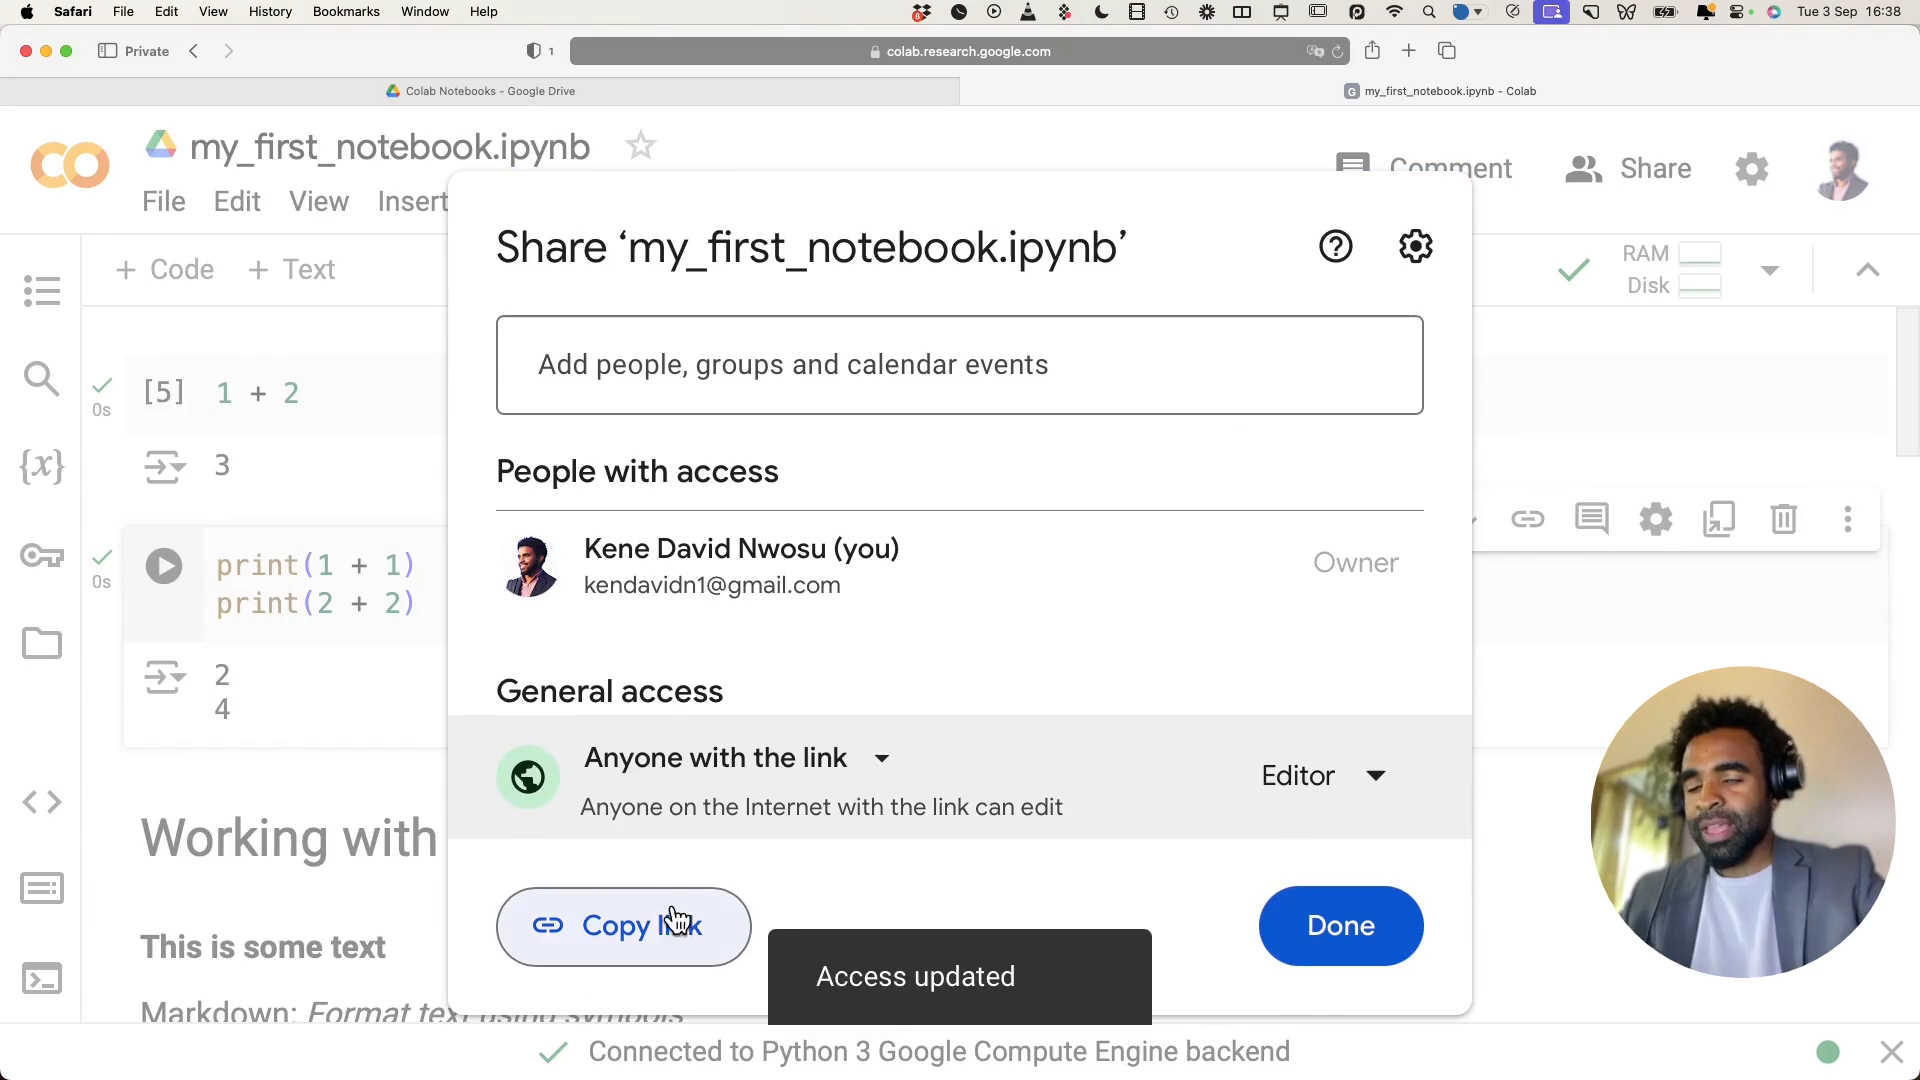 Safari File Edit View History Bookmarks Window Help Tue 3 Sep 16:38
8
Private 1 colab.research.google.com
Colab Notebooks - Google Drive G my_first_notebook.ipynb - Colab
my_first_notebook.ipynb
Comment Share
File Edit View Insert
+ Code + Text
RAM
Disk
Share ‘my_first_notebook.ipynb’
Add people, groups and calendar events
[5] 1 + 2
0s
3
People with access
Kene David Nwosu (you)
kendavidn1@gmail.com
Owner
{x}
print(1 + 1)
0s
print(2 + 2)
2
4
General access
Anyone with the link
Anyone on the Internet with the link can edit
Editor
Working with
This is some text
Copy link
Done
Access updated
Markdown: Format text using symbols
Connected to Python 3 Google Compute Engine backend